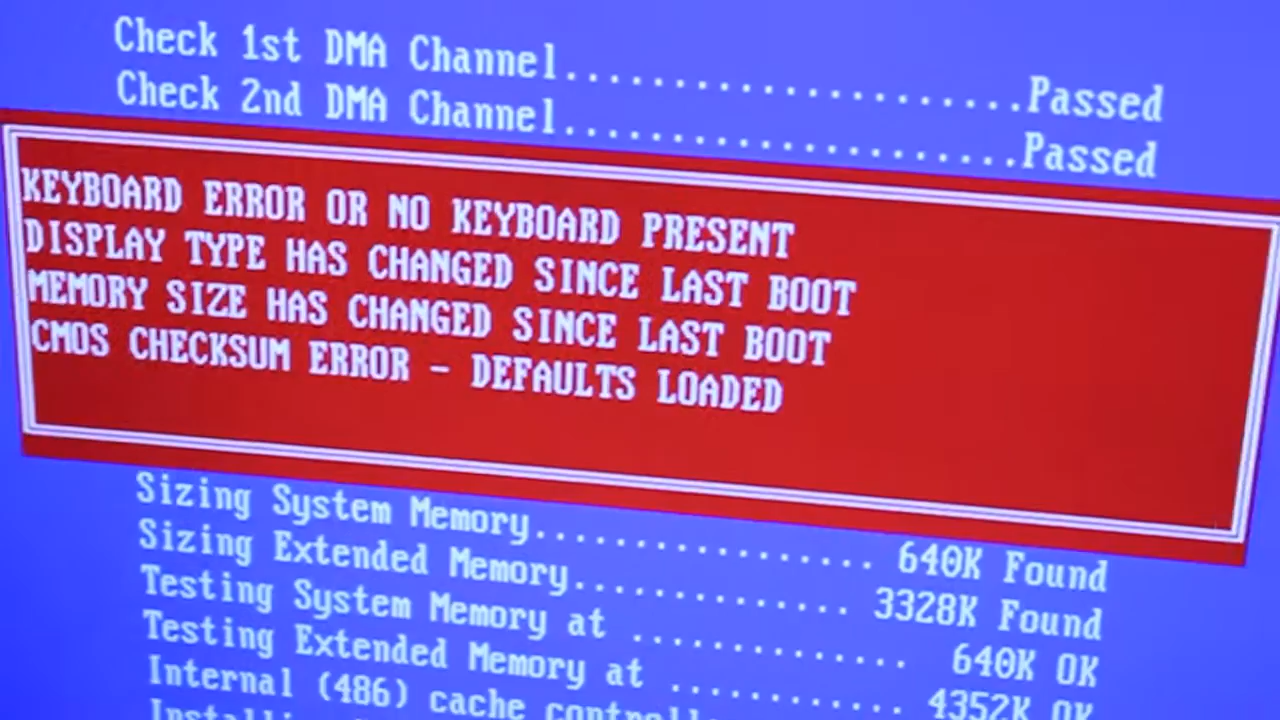 Check 1st DMA Channel....................Passed
Check 2nd DMA Channel....................Passed
KEYBOARD ERROR OR NO KEYBOARD PRESENT
DISPLAY TYPE HAS CHANGED SINCE LAST BOOT
MEMORY SIZE HAS CHANGED SINCE LAST BOOT
CMOS CHECKSUM ERROR - DEFAULTS LOADED
Sizing System Memory.................. 640K Found
Sizing Extended Memory............... 3328K Found
Testing System Memory at ............. 640K OK
Testing Extended Memory at ........... 4352K OK
Internal (486) cache